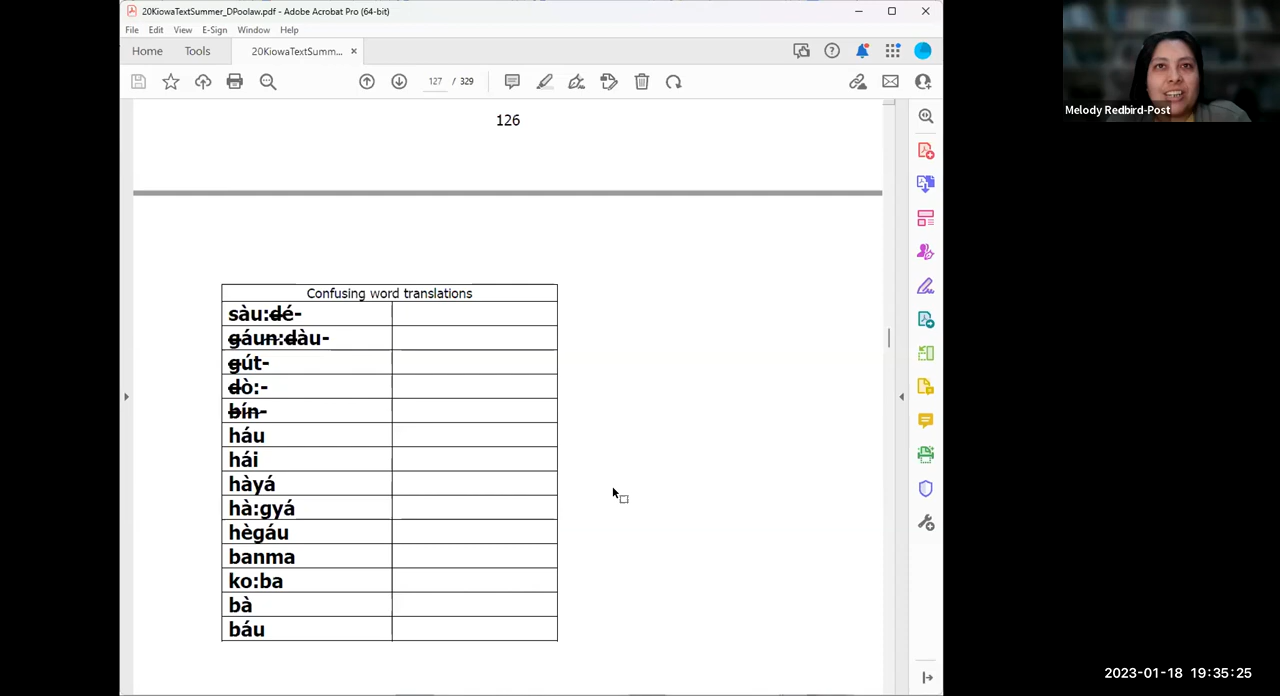 20KiowaTextSummer_DPoolaw.pdf - Adobe Acrobat Pro (64-bit)
File Edit View Sign E-Sign Window Help
Home Tools 20KiowaTextSumm... ×
127 / 329
Melody Redbird-Post
126
Confusing word translations
sàu:dé-
gáun:dàu-
gút-
dò:-
bín-
háu
hái
hàyá
hà:gyá
hègáu
banma
ko:ba
bà
báu
2023-01-18 19:35:25